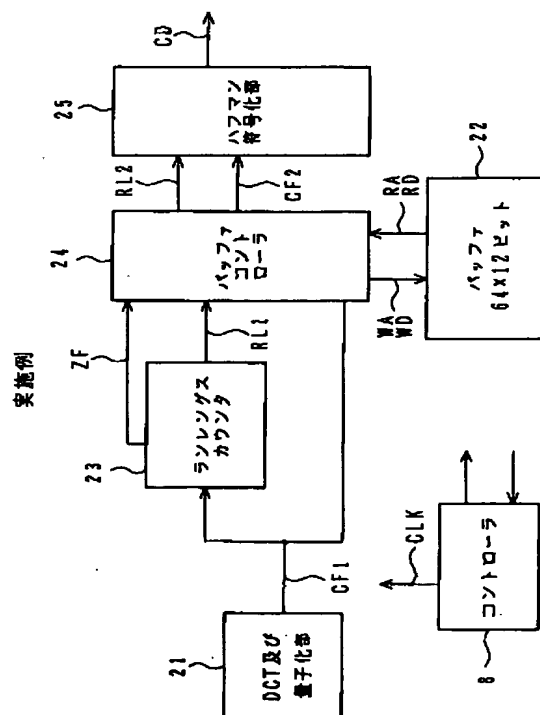 実施例
21
DCT及び
量子化部
CF1
23
ランレングス
カウンタ
ZF
RL1
24
バッファ
コント
ローラ
RL2
CF2
25
ハフマン
符号化部
CD
WA
WD
RA
RD
22
バッファ
64×12ビット
CLK
コントローラ
8